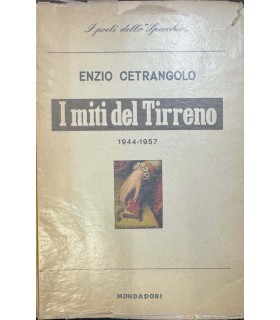 I poeti dello "Specchio"
ENZIO CETRANGOLO
I miti del Tirreno
1944-1957
MONDADORI